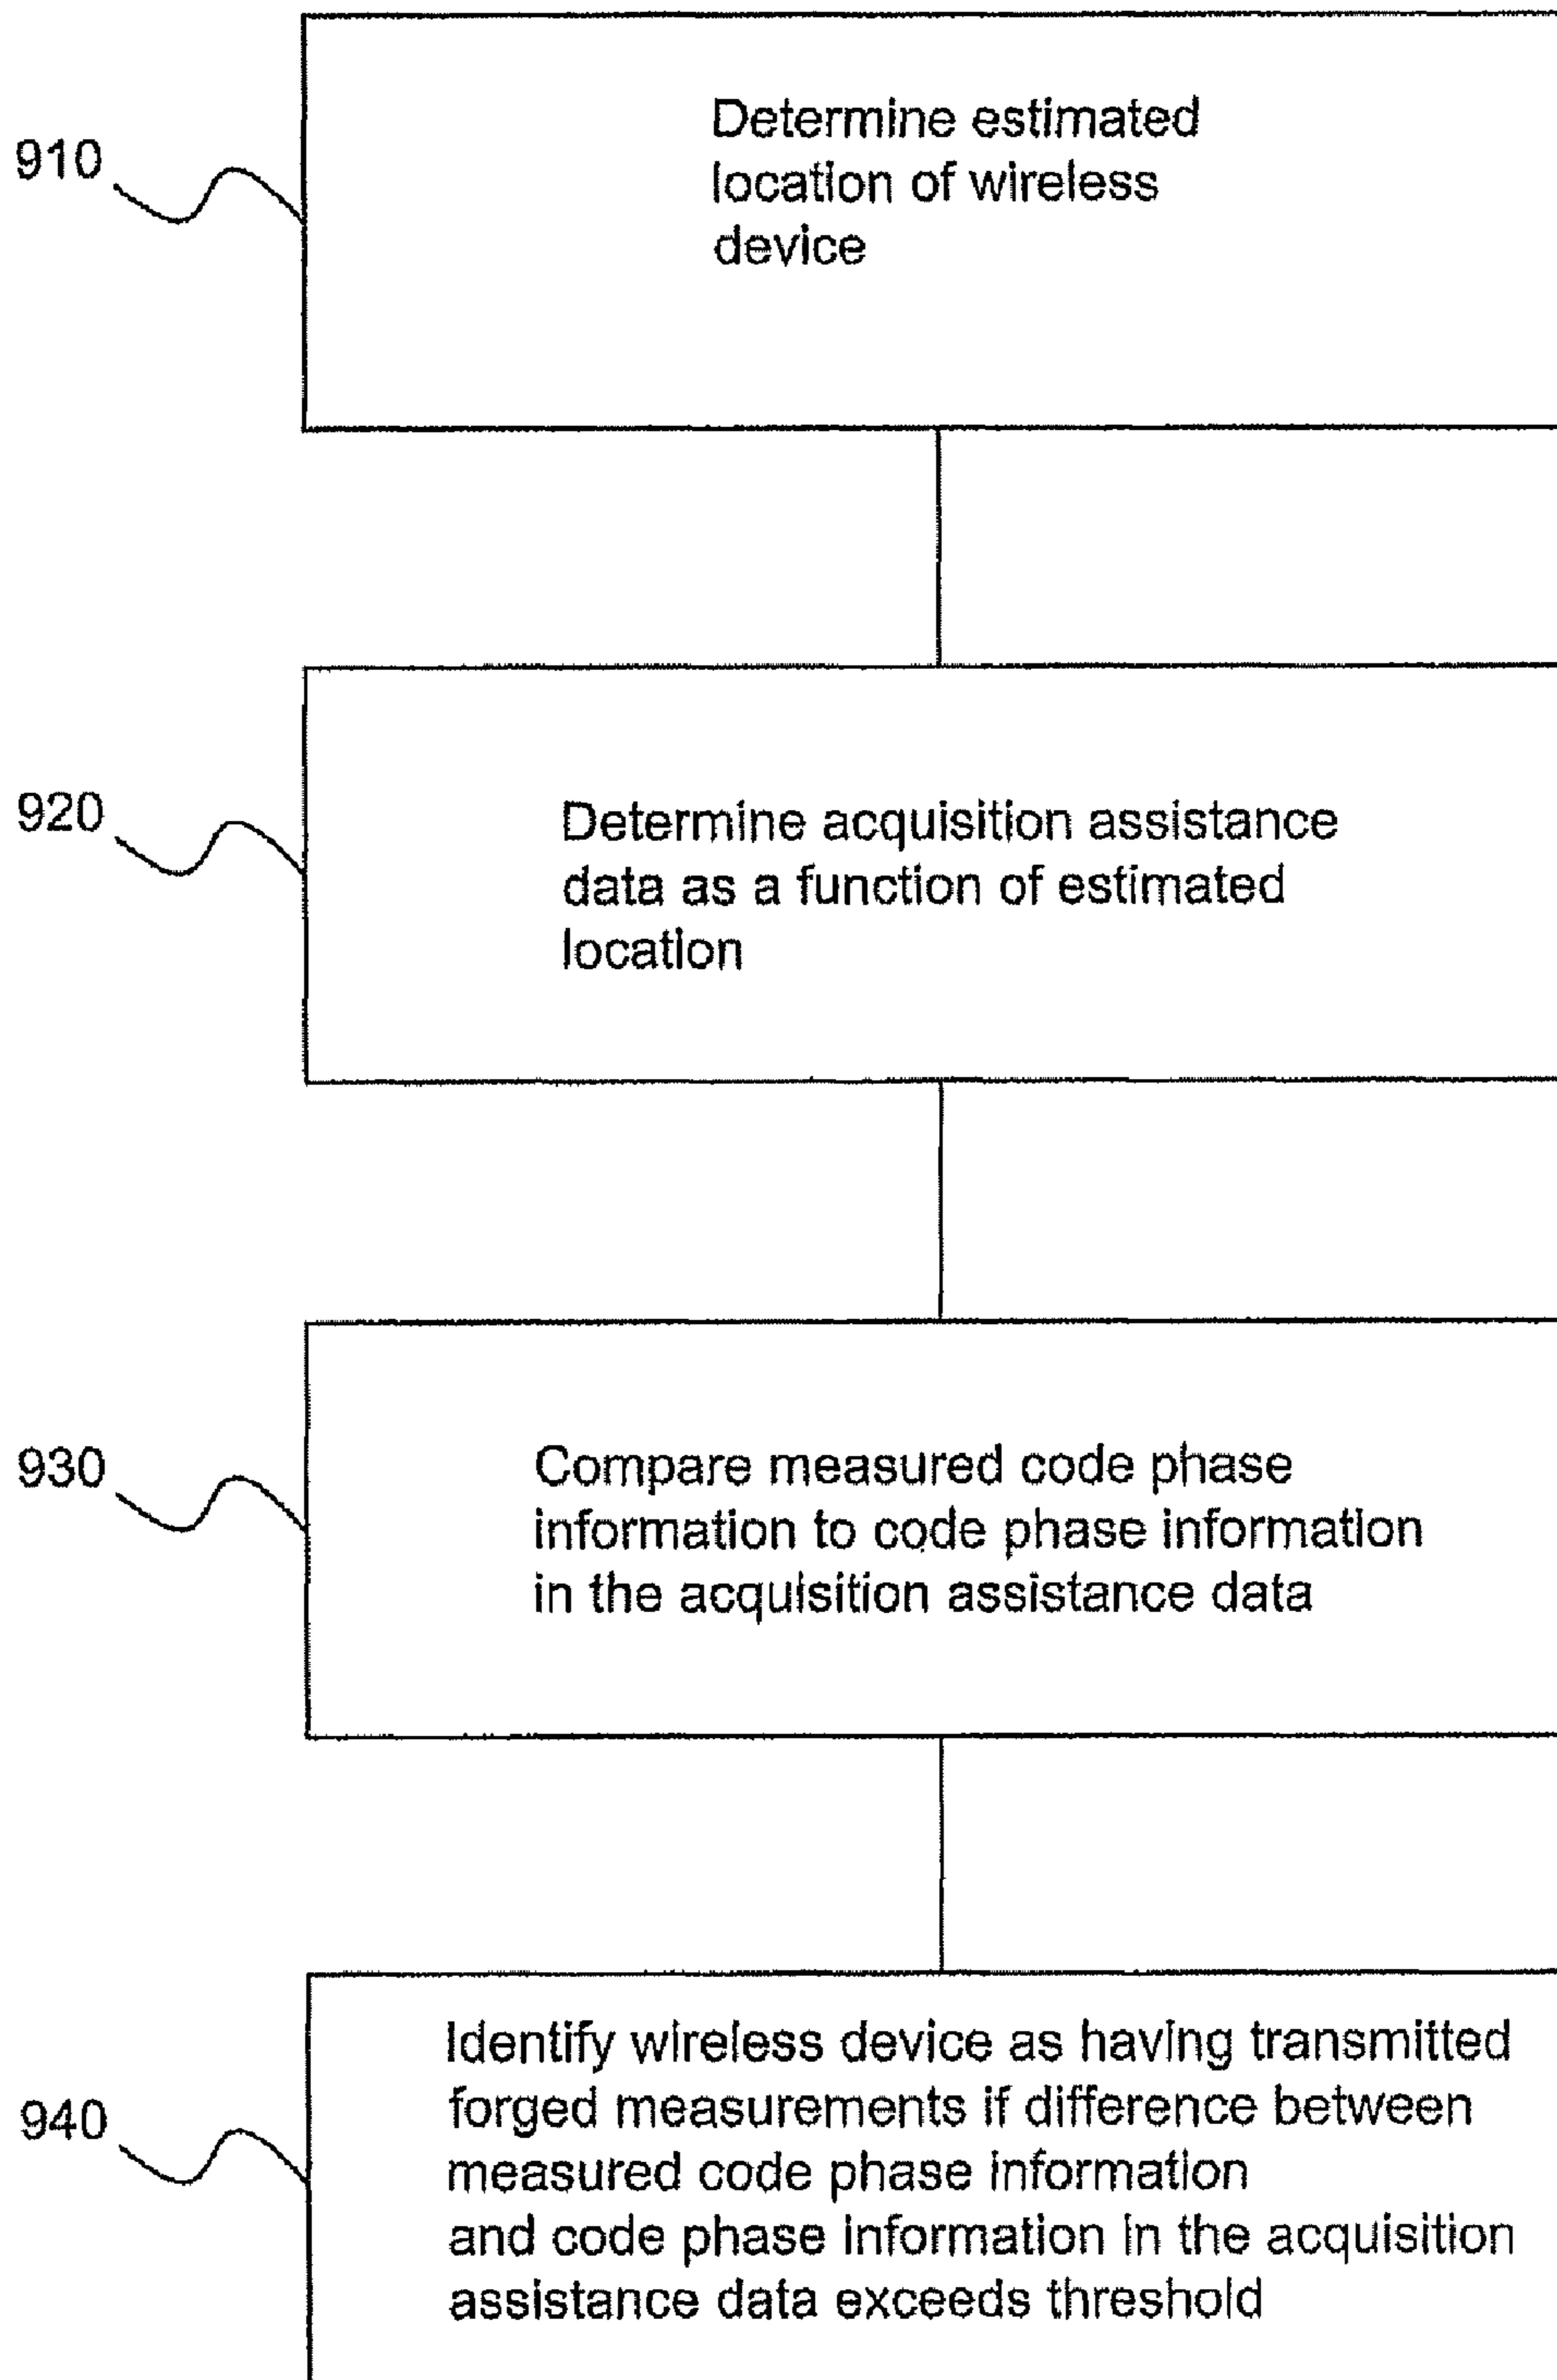 910
Determine estimated
location of wireless
device
920
Determine acquisition assistance
data as a function of estimated
location
930
Compare measured code phase
information to code phase information
in the acquisition assistance data
940
Identify wireless device as having transmitted
forged measurements if difference between
measured code phase information
and code phase information in the acquisition
assistance data exceeds threshold